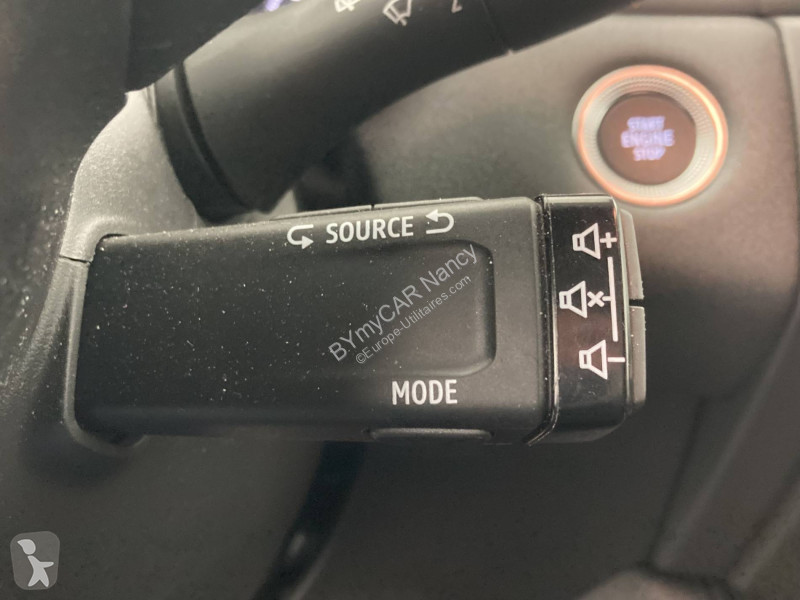 START
ENGINE
STOP
SOURCE
BYmyCAR Nancy
©Europe-Utilitaires.com
MODE